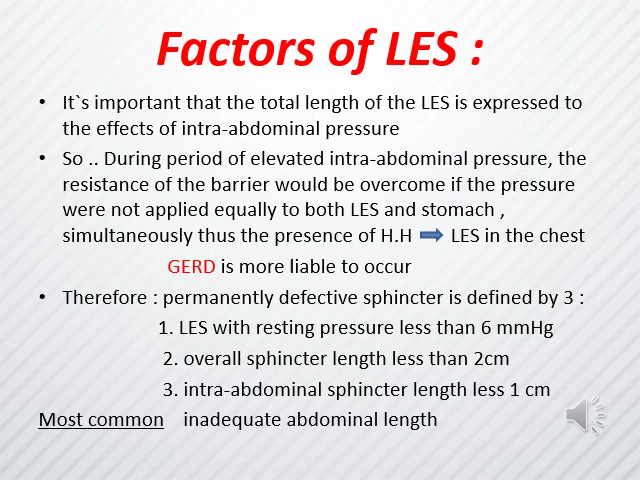 Factors of LES :
• It`s important that the total length of the LES is expressed to
the effects of intra-abdominal pressure
• So .. During period of elevated intra-abdominal pressure, the
resistance of the barrier would be overcome if the pressure
were not applied equally to both LES and stomach ,
simultaneously thus the presence of H.H ➡ LES in the chest
GERD is more liable to occur
• Therefore : permanently defective sphincter is defined by 3 :
1. LES with resting pressure less than 6 mmHg
2. overall sphincter length less than 2cm
3. intra-abdominal sphincter length less 1 cm
Most common inadequate abdominal length